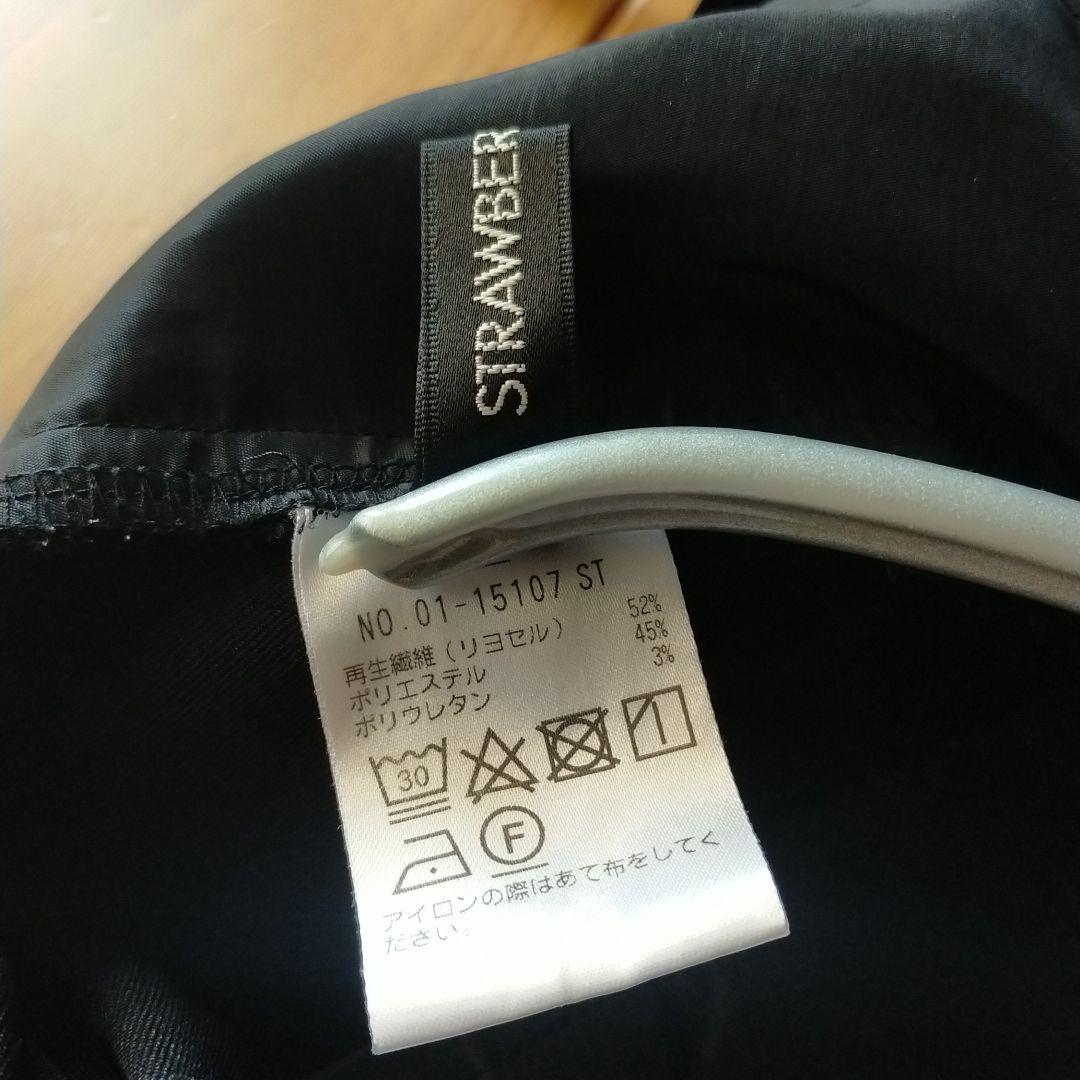 STRAWBER
NO.01-15107 ST
再生繊維(リヨセル) 52%
ポリエステル 45%
ポリウレタン 3%
30
F
アイロンの際はあて布をしてく
ださい。